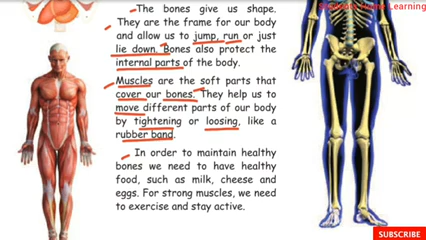 Learning
The bones give us shape.
They are the frame for our body
and allow us to jump, run or just
lie down. Bones also protect the
internal parts of the body.
Muscles are the soft parts that
cover our bones. They help us to
move different parts of our body
by tightening or loosing, like a
rubber band.
In order to maintain healthy
bones we need to have healthy
food, such as milk, cheese and
eggs. For strong muscles, we need
to exercise and stay active.
SUBSCRIBE